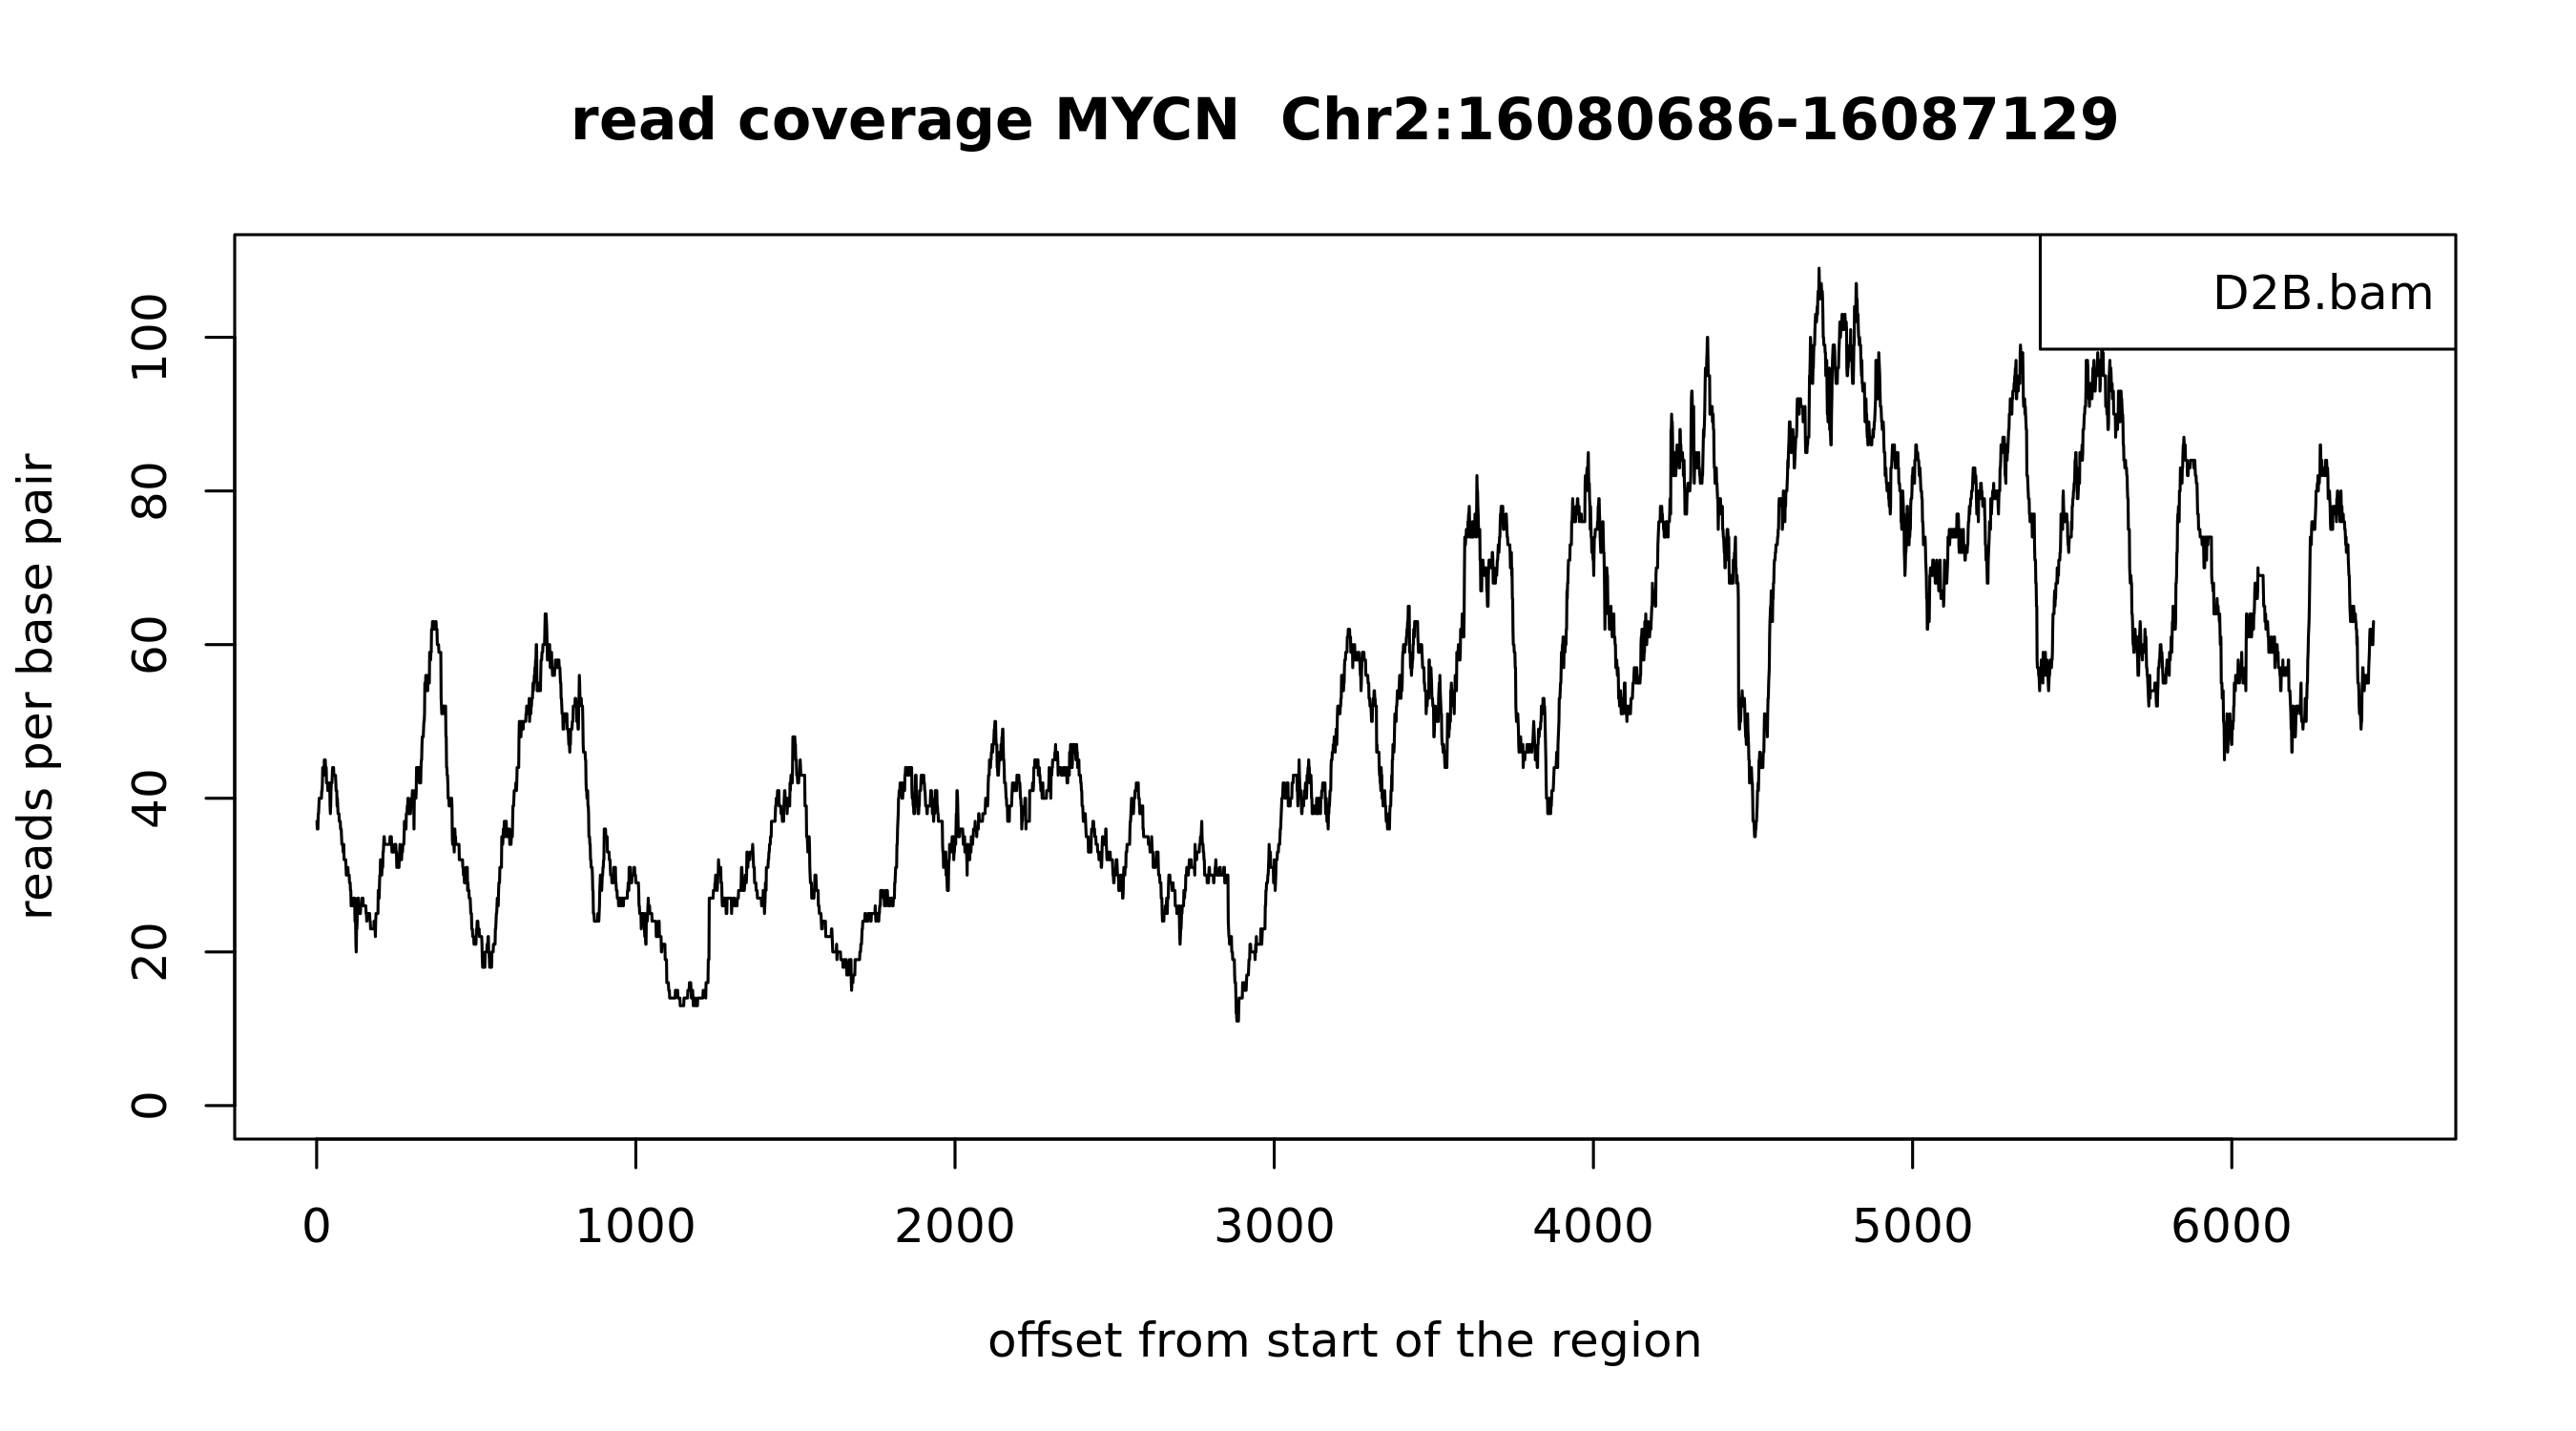 read coverage MYCN  Chr2:16080686-16087129
D2B.bam
reads per base pair
100
80
60
40
20
0
0 1000 2000 3000 4000 5000 6000
offset from start of the region